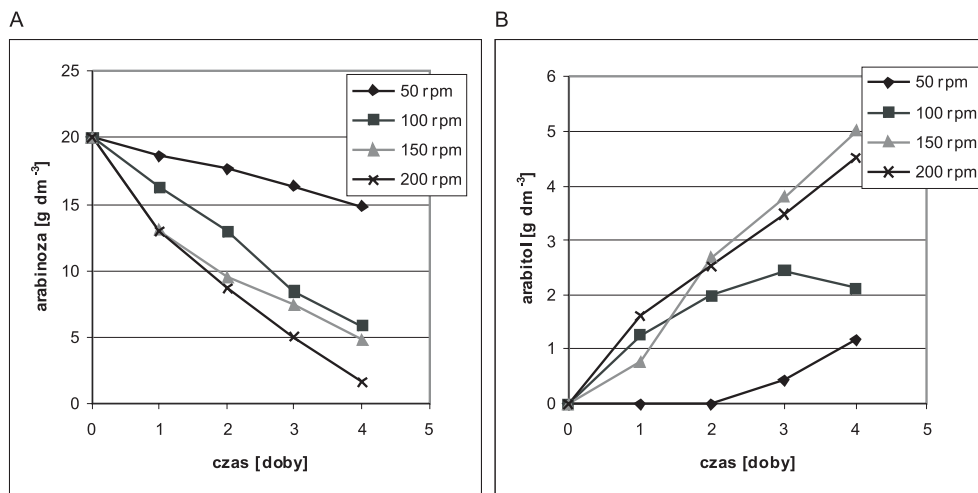 A
25
20
15
10
5
0
0 1 2 3 4 5
arabinoza [g dm⁻³]
czas [doby]
50 rpm
100 rpm
150 rpm
200 rpm
B
6
5
4
3
2
1
0
0 1 2 3 4 5
arabitol [g dm⁻³]
czas [doby]
50 rpm
100 rpm
150 rpm
200 rpm